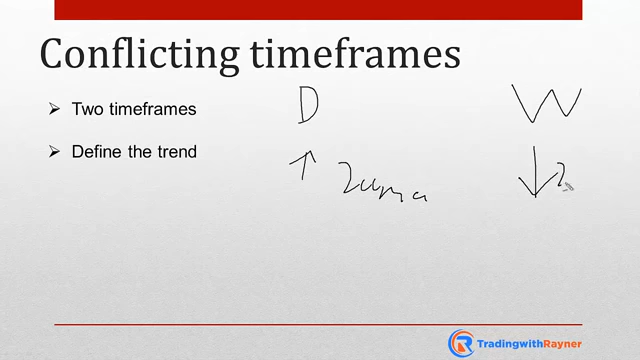 Conflicting timeframes
Two timeframes D W
Define the trend
TradingwithRayner